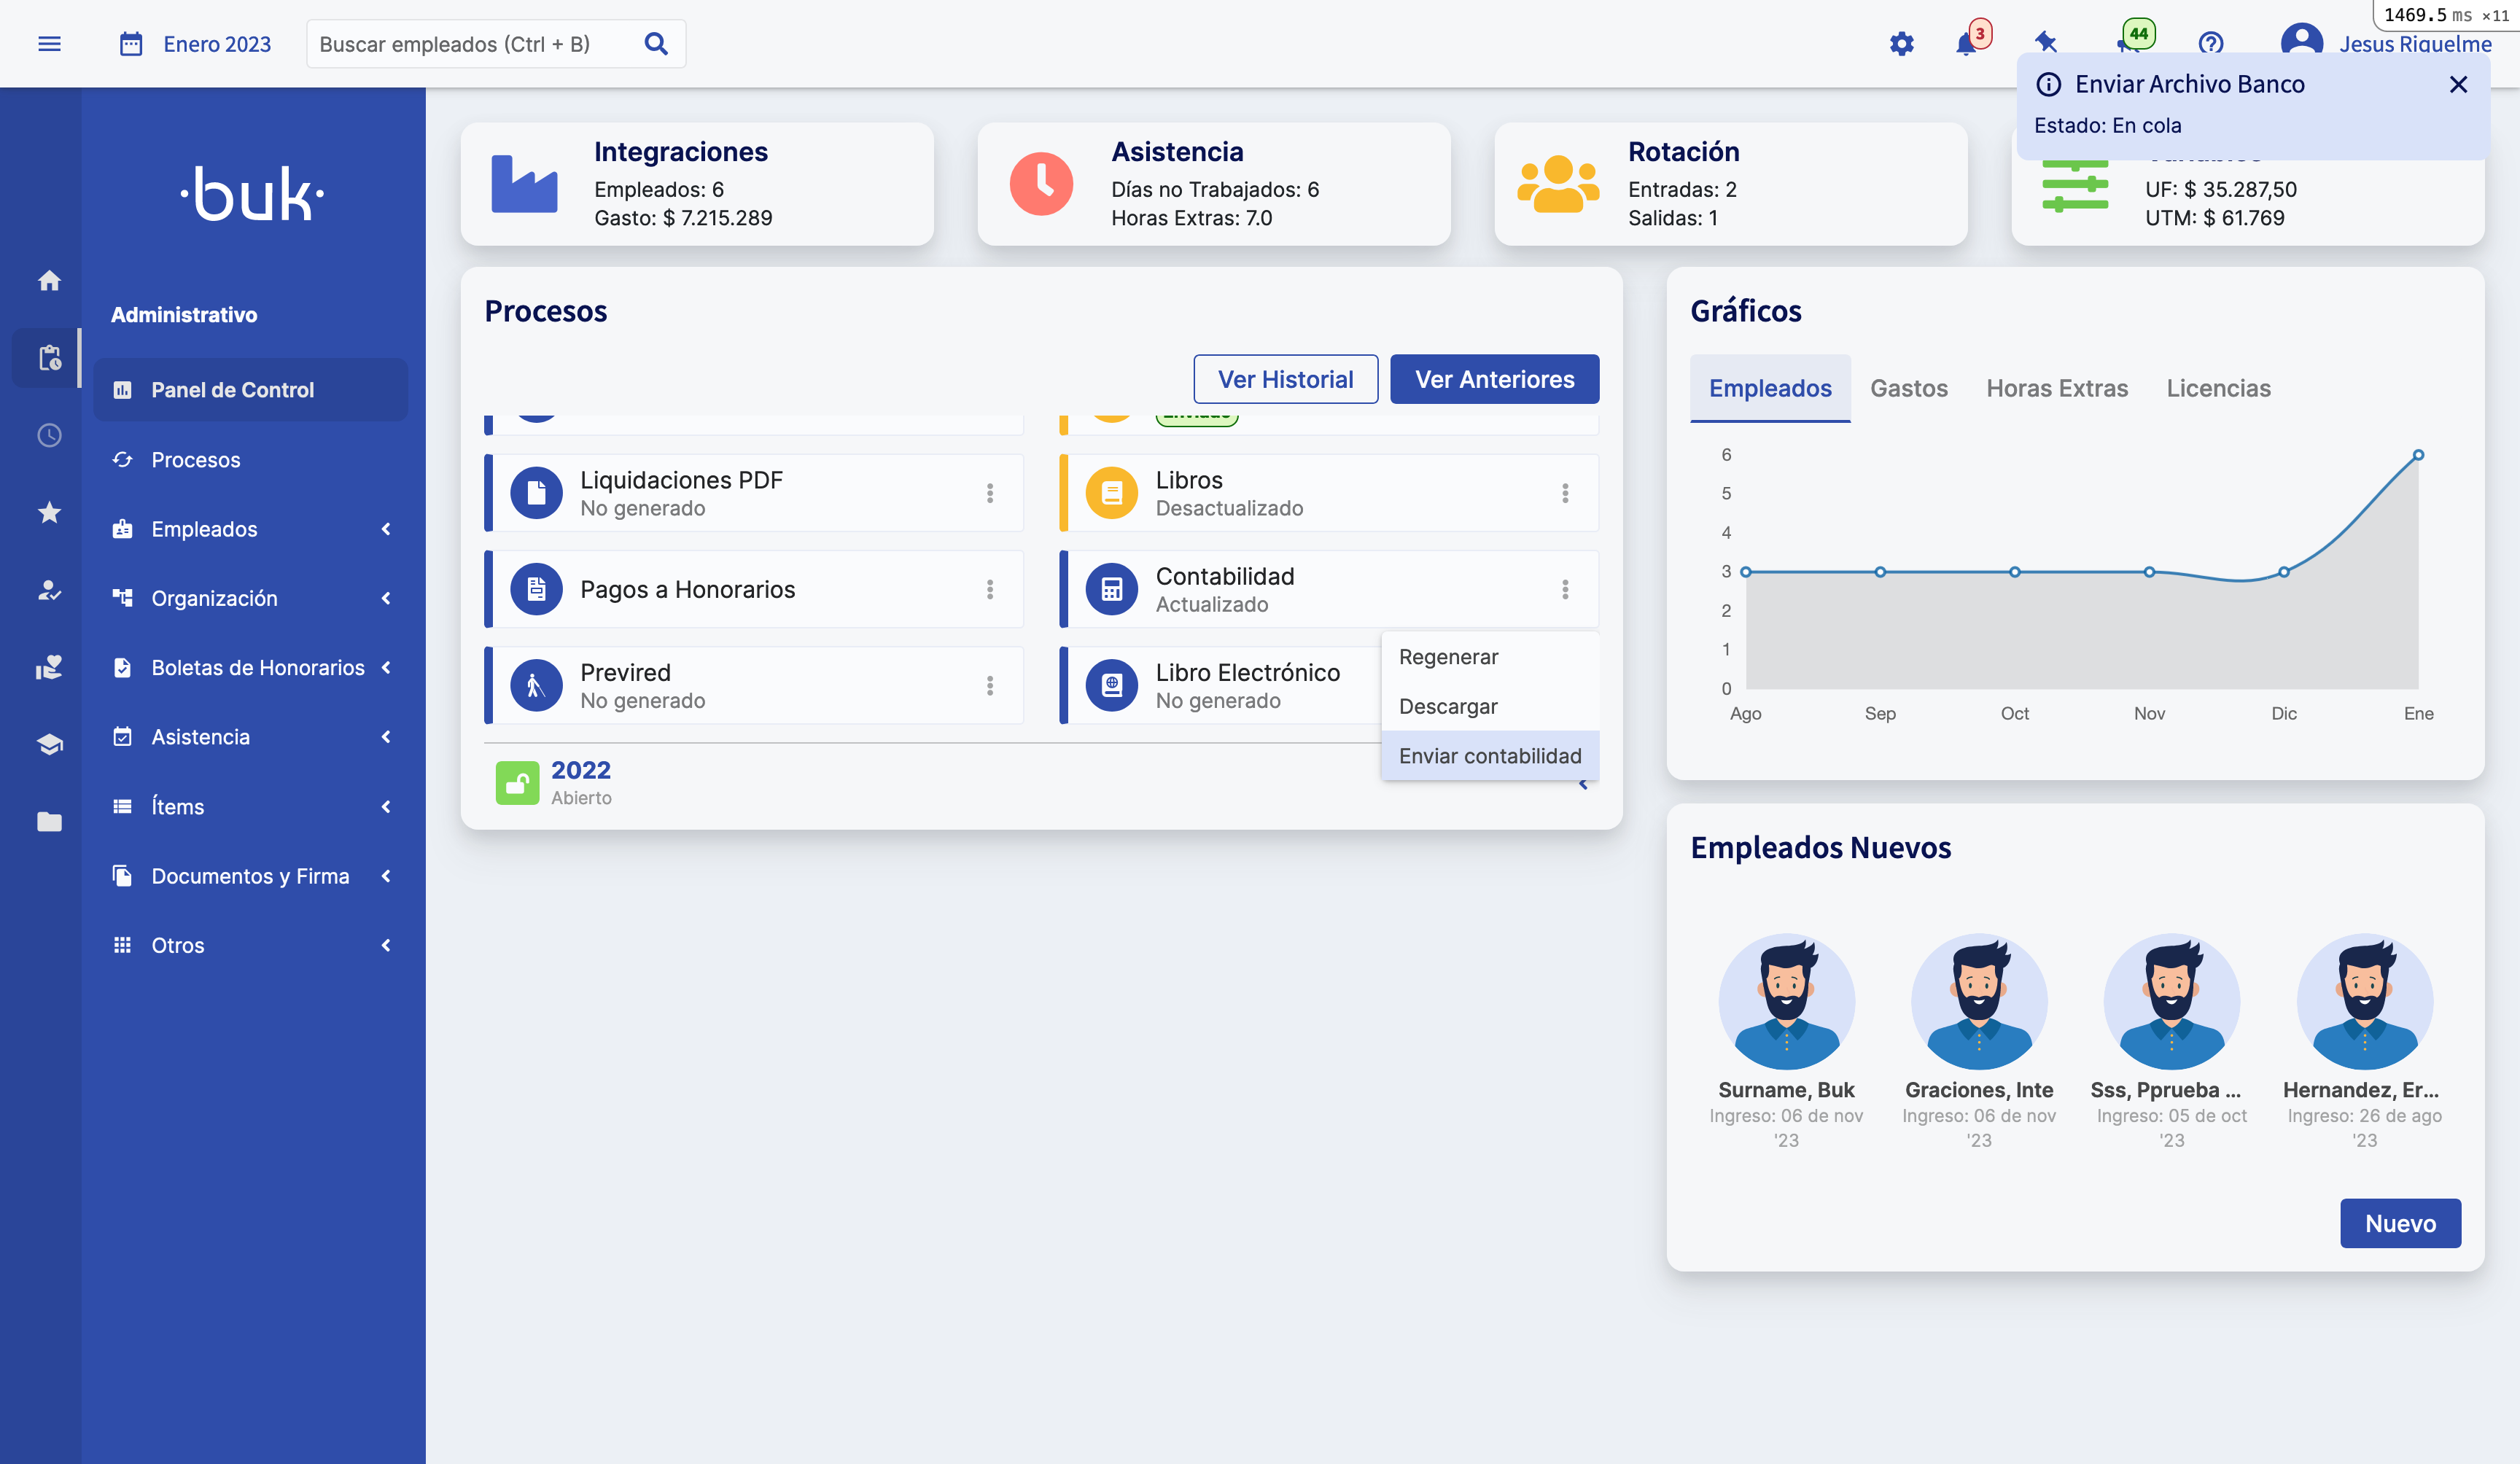 1469.5 ms ×11
Enero 2023
Buscar empleados (Ctrl + B)
3
44
Jesus Riquelme
Enviar Archivo Banco
Estado: En cola
·buk·
Administrativo
Panel de Control
Procesos
Empleados
Organización
Boletas de Honorarios
Asistencia
Ítems
Documentos y Firma
Otros
Integraciones
Empleados: 6
Gasto: $ 7.215.289
Asistencia
Días no Trabajados: 6
Horas Extras: 7.0
Rotación
Entradas: 2
Salidas: 1
UF: $ 35.287,50
UTM: $ 61.769
Procesos
Ver Historial
Ver Anteriores
Enviado
Liquidaciones PDF
No generado
Libros
Desactualizado
Pagos a Honorarios
Contabilidad
Actualizado
Previred
No generado
Libro Electrónico
No generado
Regenerar
Descargar
Enviar contabilidad
2022
Abierto
Gráficos
Empleados
Gastos
Horas Extras
Licencias
6
5
4
3
2
1
0
Ago Sep Oct Nov Dic Ene
Empleados Nuevos
Surname, Buk
Ingreso: 06 de nov
'23
Graciones, Inte
Ingreso: 06 de nov
'23
Sss, Pprueba ...
Ingreso: 05 de oct
'23
Hernandez, Er...
Ingreso: 26 de ago
'23
Nuevo